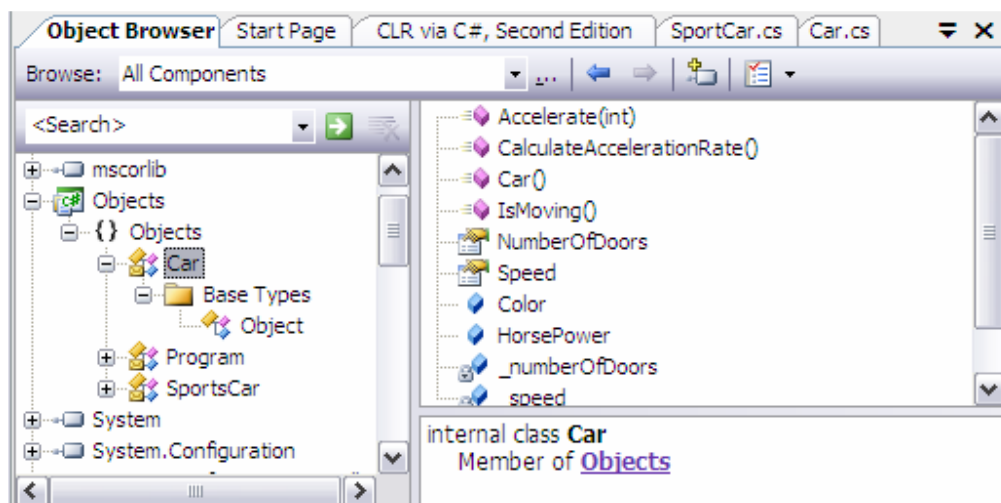 Object Browser Start Page CLR via C#, Second Edition SportCar.cs Car.cs
Browse: All Components ...
<Search>
mscorlib
C# Objects
{} Objects
Car
Base Types
Object
Program
SportsCar
System
System.Configuration
Accelerate(int)
CalculateAccelerationRate()
Car()
IsMoving()
NumberOfDoors
Speed
Color
HorsePower
_numberOfDoors
_speed
internal class Car
Member of Objects